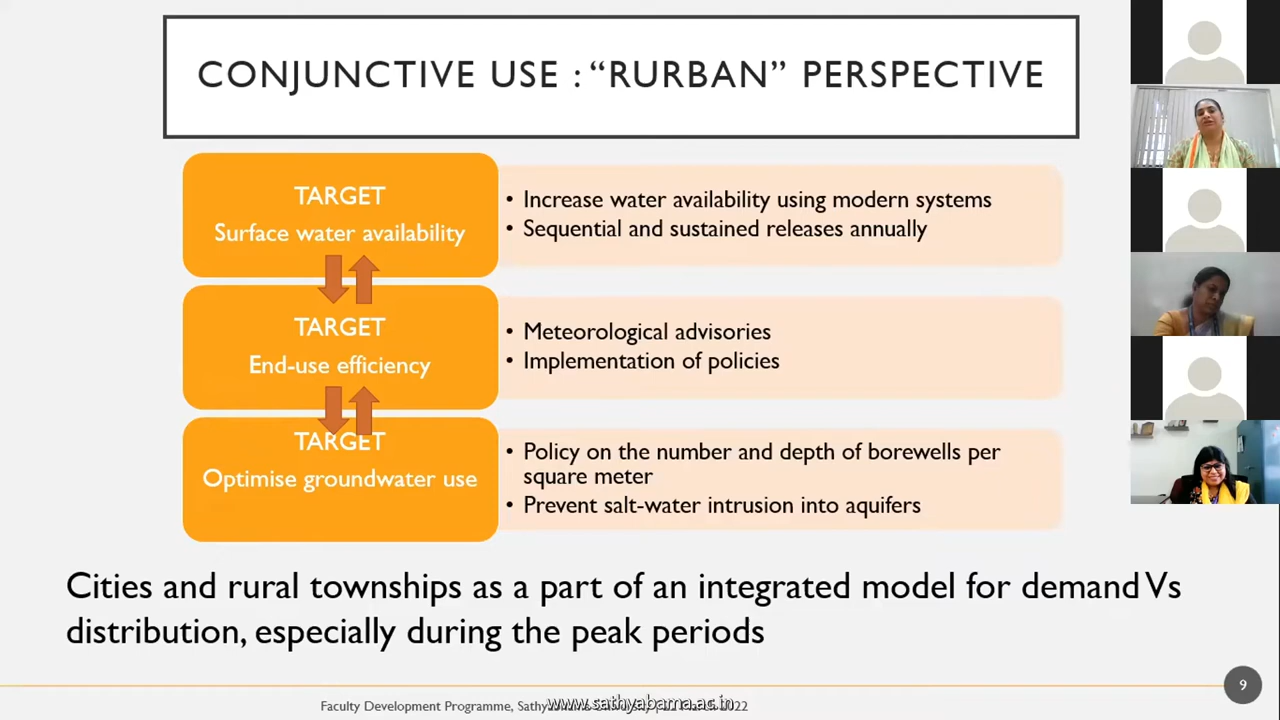 CONJUNCTIVE USE : “RURBAN” PERSPECTIVE
TARGET
Surface water availability
• Increase water availability using modern systems
• Sequential and sustained releases annually
TARGET
End-use efficiency
• Meteorological advisories
• Implementation of policies
TARGET
Optimise groundwater use
• Policy on the number and depth of borewells per
square meter
• Prevent salt-water intrusion into aquifers
Cities and rural townships as a part of an integrated model for demand Vs
distribution, especially during the peak periods
9
Faculty Development Programme, March 2022
www.sathyabama.ac.in